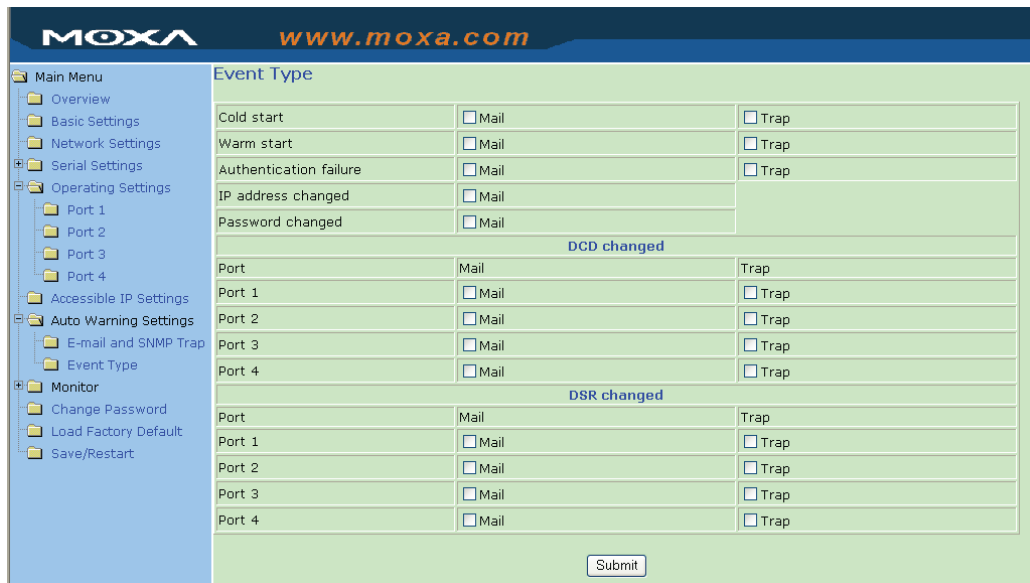 MOXA www.moxa.com
Main Menu
Overview
Basic Settings
Network Settings
Serial Settings
Operating Settings
Port 1
Port 2
Port 3
Port 4
Accessible IP Settings
Auto Warning Settings
E-mail and SNMP Trap
Event Type
Monitor
Change Password
Load Factory Default
Save/Restart
Event Type
Cold start Mail Trap
Warm start Mail Trap
Authentication failure Mail Trap
IP address changed Mail
Password changed Mail
DCD changed
Port Mail Trap
Port 1 Mail Trap
Port 2 Mail Trap
Port 3 Mail Trap
Port 4 Mail Trap
DSR changed
Port Mail Trap
Port 1 Mail Trap
Port 2 Mail Trap
Port 3 Mail Trap
Port 4 Mail Trap
Submit